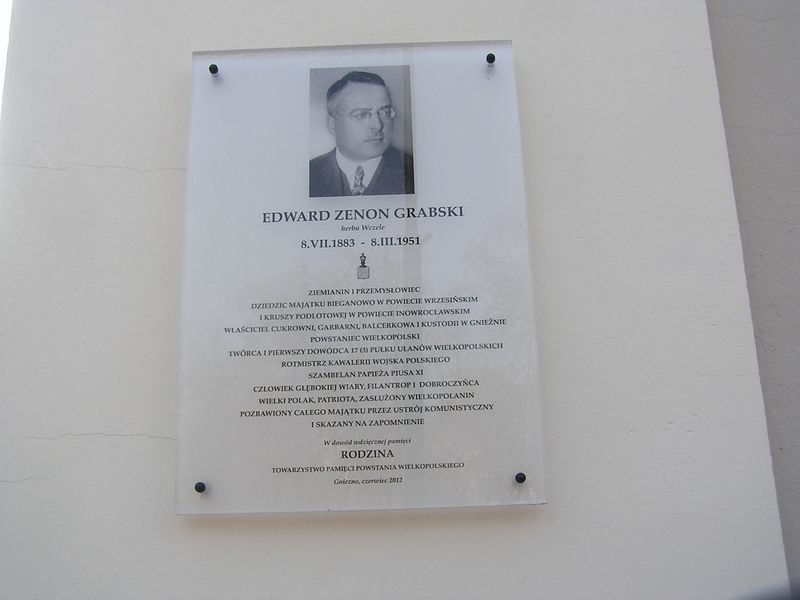 EDWARD ZENON GRABSKI
herbu Wczele
8.VII.1883 - 8.III.1951
ZIEMIANIN I PRZEMYSŁOWIEC
DZIEDZIC MAJĄTKU BIEGANOWO W POWIECIE WRZESIŃSKIM
I KRUSZY PODLOTOWEJ W POWIECIE INOWROCŁAWSKIM
WŁAŚCICIEL CUKROWNI, GARBARNI, BALCERKOWA I KUSTODII W GNIEŹNIE
POWSTANIEC WIELKOPOLSKI
TWÓRCA I PIERWSZY DOWÓDCA 17 (3) PUŁKU UŁANÓW WIELKOPOLSKICH
ROTMISTRZ KAWALERII WOJSKA POLSKIEGO
SZAMBELAN PAPIEŻA PIUSA XI
CZŁOWIEK GŁĘBOKIEJ WIARY, FILANTROP I DOBROCZYŃCA
WIELKI POLAK, PATRIOTA, ZASŁUŻONY WIELKOPOLANIN
POZBAWIONY CAŁEGO MAJĄTKU PRZEZ USTRÓJ KOMUNISTYCZNY
I SKAZANY NA ZAPOMNIENIE
W dowód wdzięcznej pamięci
RODZINA
TOWARZYSTWO PAMIĘCI POWSTANIA WIELKOPOLSKIEGO
Gniezno, czerwiec 2012